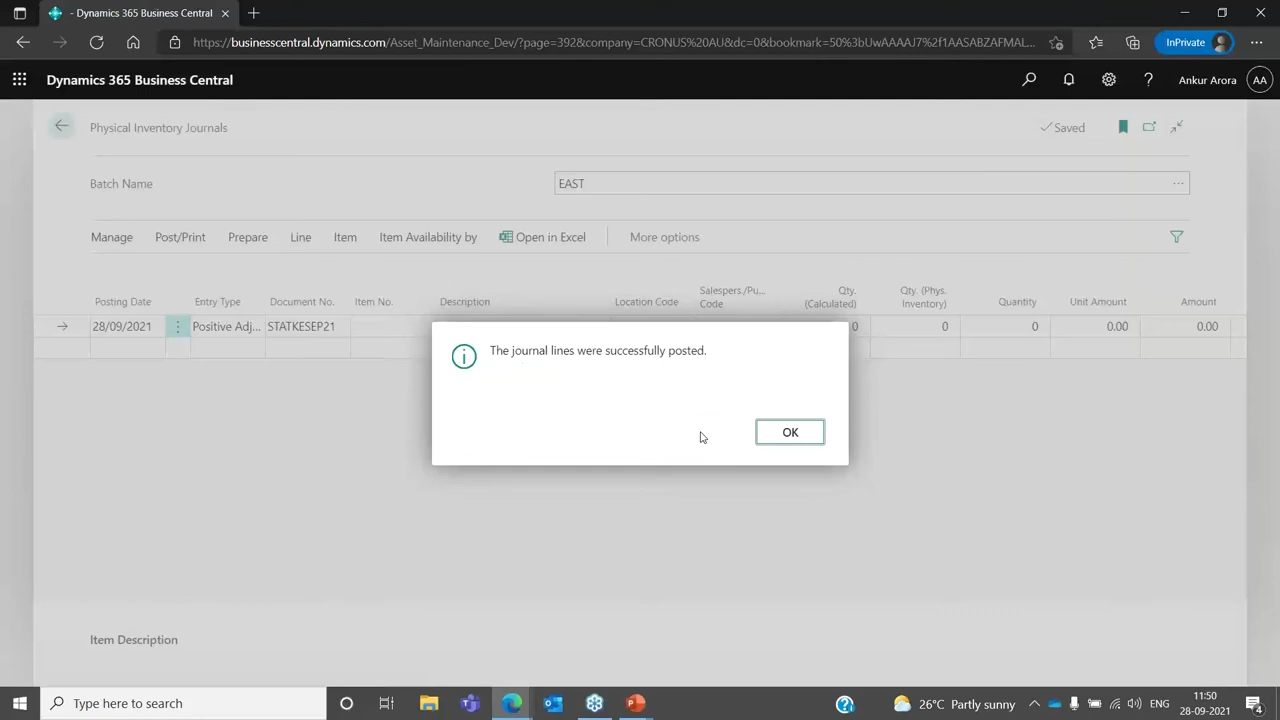 - Dynamics 365 Business Central
https://businesscentral.dynamics.com/Asset_Maintenance_Dev/?page=392&company=CRONUS%20AU&dc=0&bookmark=50%3bUwAAAAJ7%2f1AASABZAFMAL...
InPrivate
Dynamics 365 Business Central
Ankur Arora
AA
Physical Inventory Journals
Saved
Batch Name
EAST
Manage Post/Print Prepare Line Item Item Availability by Open in Excel More options
Posting Date Entry Type Document No. Item No. Description Location Code Salespers./Pu... Code Qty. (Calculated) Qty. (Phys. Inventory) Quantity Unit Amount Amount
28/09/2021 Positive Adj... STATKESEP21 0 0 0 0.00 0.00
The journal lines were successfully posted.
OK
Item Description
Type here to search
26°C Partly sunny
ENG
11:50
28-09-2021
4